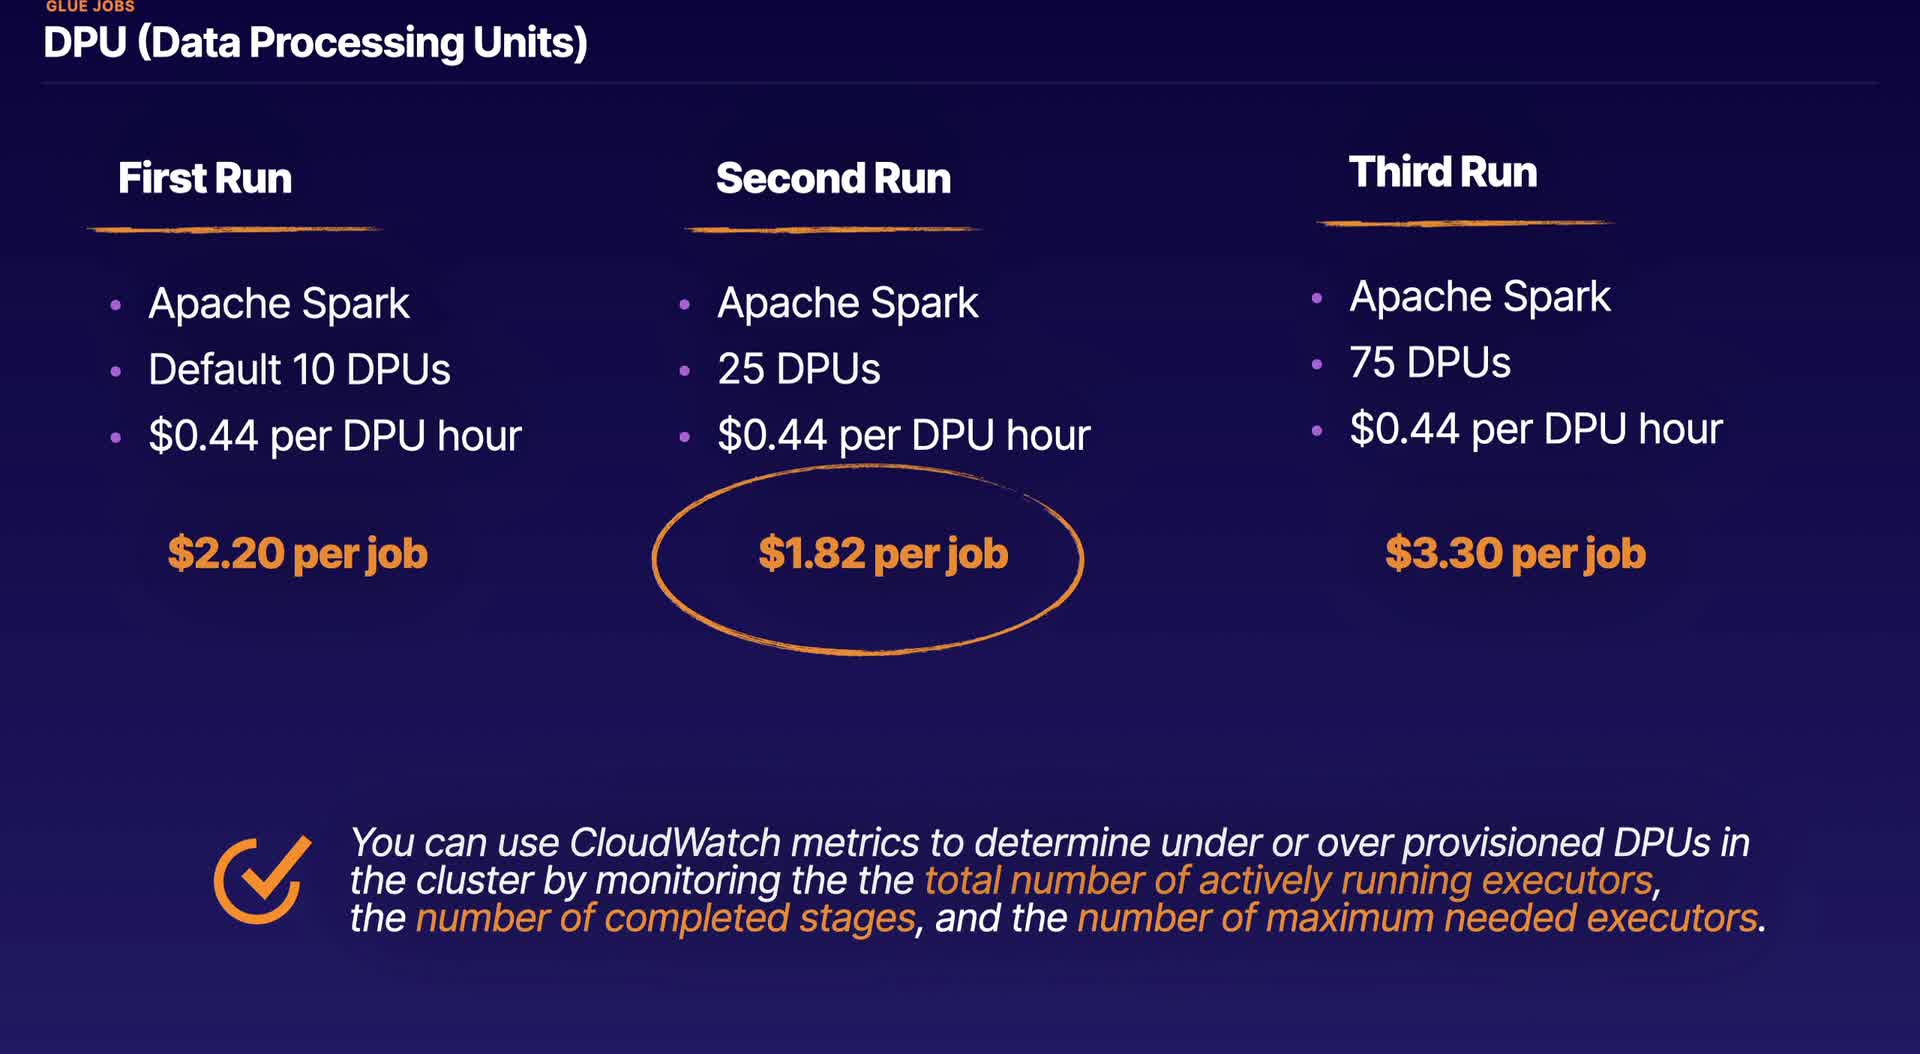 GLUE JOBS
DPU (Data Processing Units)
First Run
Apache Spark
Default 10 DPUs
$0.44 per DPU hour
$2.20 per job
Second Run
Apache Spark
25 DPUs
$0.44 per DPU hour
$1.82 per job
Third Run
Apache Spark
75 DPUs
$0.44 per DPU hour
$3.30 per job
You can use CloudWatch metrics to determine under or over provisioned DPUs in
the cluster by monitoring the the total number of actively running executors,
the number of completed stages, and the number of maximum needed executors.